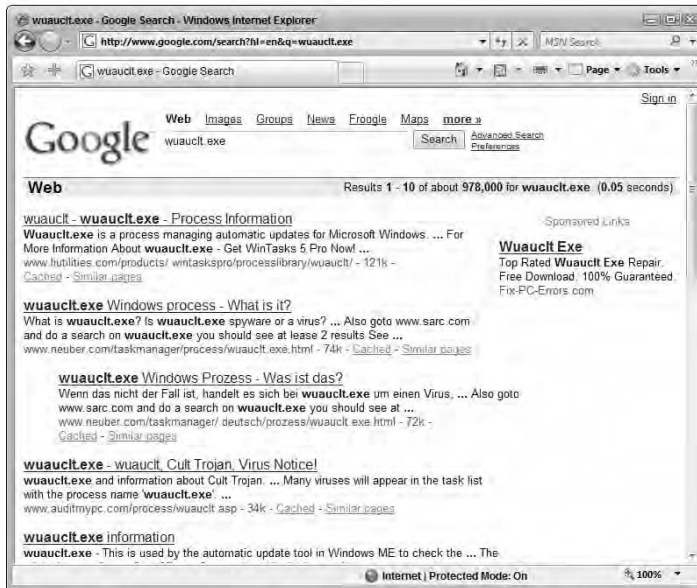 wuauclt.exe - Google Search - Windows Internet Explorer
http://www.google.com/search?hl=en&q=wuauclt.exe
MSN Search
wuauclt.exe - Google Search
Page
Tools
Sign in
Google
Web Images Groups News Froogle Maps more »
wuauclt.exe
Search
Advanced Search
Preferences
Web
Results 1 - 10 of about 978,000 for wuauclt.exe (0.05 seconds)
wuauclt - wuauclt.exe - Process Information
Wuauclt.exe is a process managing automatic updates for Microsoft Windows. ... For
More Information About wuauclt.exe - Get WinTasks 5 Pro Now! ...
www.liutilities.com/products/ wintaskspro/processlibrary/wuauclt/ - 121k -
Cached - Similar pages
Sponsored Links
Wuauclt Exe
Top Rated Wuauclt Exe Repair.
Free Download. 100% Guaranteed.
Fix-PC-Errors.com
wuauclt.exe Windows process - What is it?
What is wuauclt.exe? Is wuauclt.exe spyware or a virus? ... Also goto www.sarc.com
and do a search on wuauclt.exe you should see at lease 2 results See ...
www.neuber.com/taskmanager/process/wuauclt.exe.html - 74k - Cached - Similar pages
wuauclt.exe Windows Prozess - Was ist das?
Wenn das nicht der Fall ist, handelt es sich bei wuauclt.exe um einen Virus, ... Also goto
www.sarc.com and do a search on wuauclt.exe you should see at ...
www.neuber.com/taskmanager/ deutsch/prozess/wuauclt.exe.html - 72k -
Cached - Similar pages
wuauclt.exe - wuauclt, Cult Trojan, Virus Notice!
wuauclt.exe and information about Cult Trojan. ... Many viruses will appear in the task list
with the process name 'wuauclt.exe'. ...
www.auditmypc.com/process/wuauclt.asp - 34k - Cached - Similar pages
wuauclt.exe information
wuauclt.exe - This is used by the automatic update tool in Windows ME to check the ... The
Internet | Protected Mode: On
100%